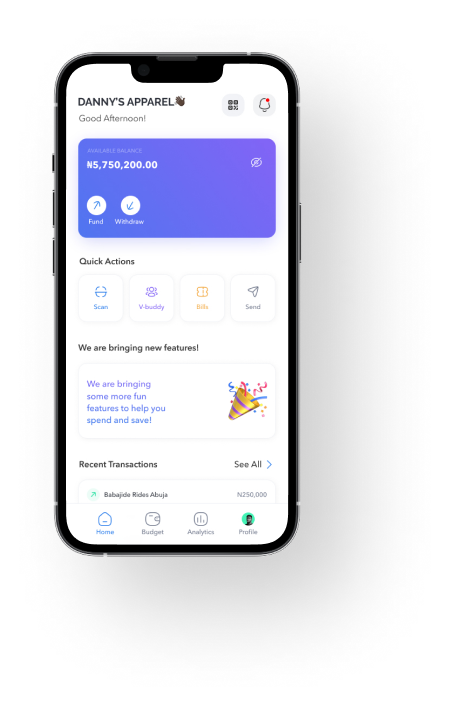 DANNY'S APPAREL👋🏿
Good Afternoon!
AVAILABLE BALANCE
₦5,750,200.00
Fund Withdraw
Quick Actions
Scan V-buddy Bills Send
We are bringing new features!
We are bringing
some more fun
features to help you
spend and save!
Recent Transactions See All
Babajide Rides Abuja N250,000
Home Budget Analytics Profile